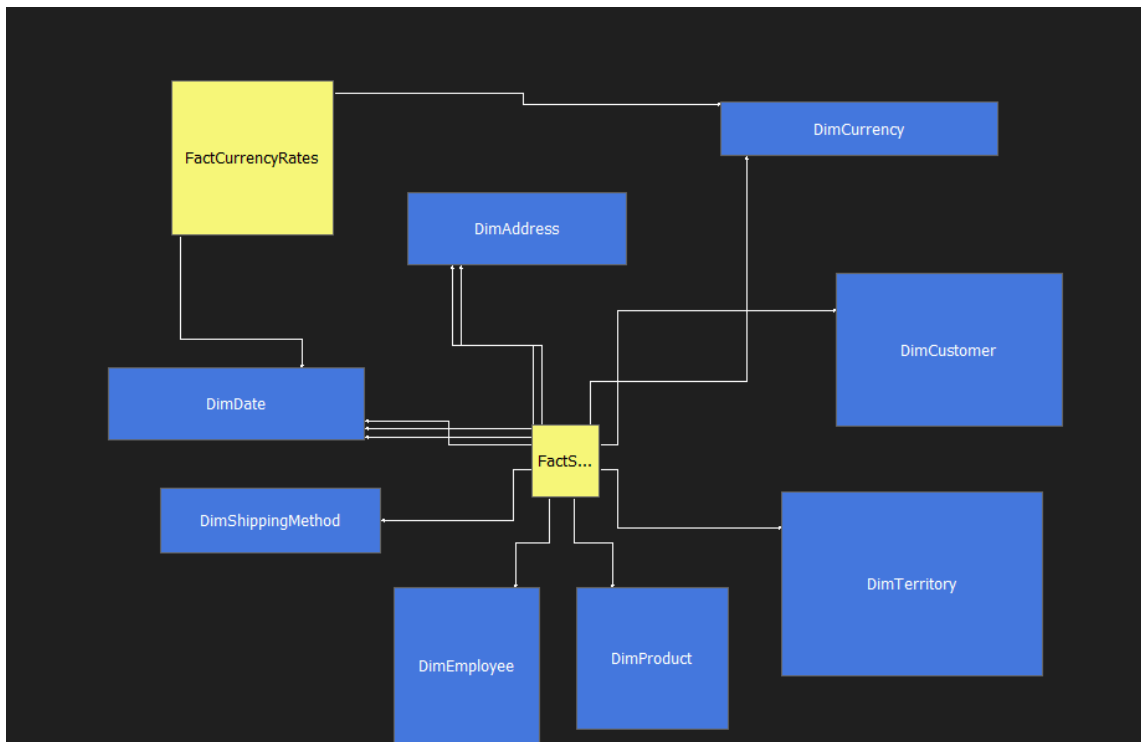 FactCurrencyRates
DimCurrency
DimAddress
DimCustomer
DimDate
FactS...
DimShippingMethod
DimTerritory
DimEmployee
DimProduct